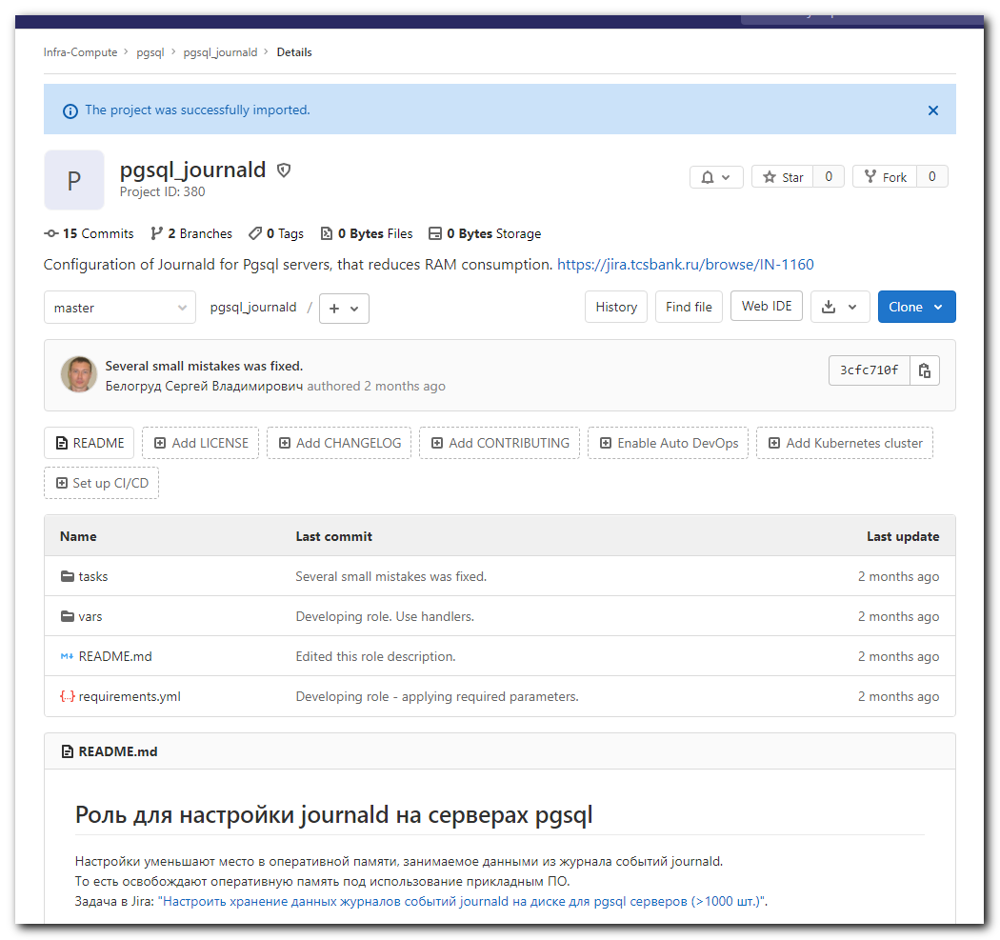 Infra-Compute > pgsql > pgsql_journald > Details
The project was successfully imported.
P
pgsql_journald
Project ID: 380
Star 0 Fork 0
15 Commits 2 Branches 0 Tags 0 Bytes Files 0 Bytes Storage
Configuration of Journald for Pgsql servers, that reduces RAM consumption. https://jira.tcsbank.ru/browse/IN-1160
master pgsql_journald / + History Find file Web IDE Clone
Several small mistakes was fixed.
Белогруд Сергей Владимирович authored 2 months ago
3cfc710f
README Add LICENSE Add CHANGELOG Add CONTRIBUTING Enable Auto DevOps Add Kubernetes cluster
Set up CI/CD
Name Last commit Last update
tasks Several small mistakes was fixed. 2 months ago
vars Developing role. Use handlers. 2 months ago
README.md Edited this role description. 2 months ago
requirements.yml Developing role - applying required parameters. 2 months ago
README.md
Роль для настройки journald на серверах pgsql
Настройки уменьшают место в оперативной памяти, занимаемое данными из журнала событий journald.
То есть освобождают оперативную память под использование прикладным ПО.
Задача в Jira: "Настроить хранение данных журналов событий journald на диске для pgsql серверов (>1000 шт.)".